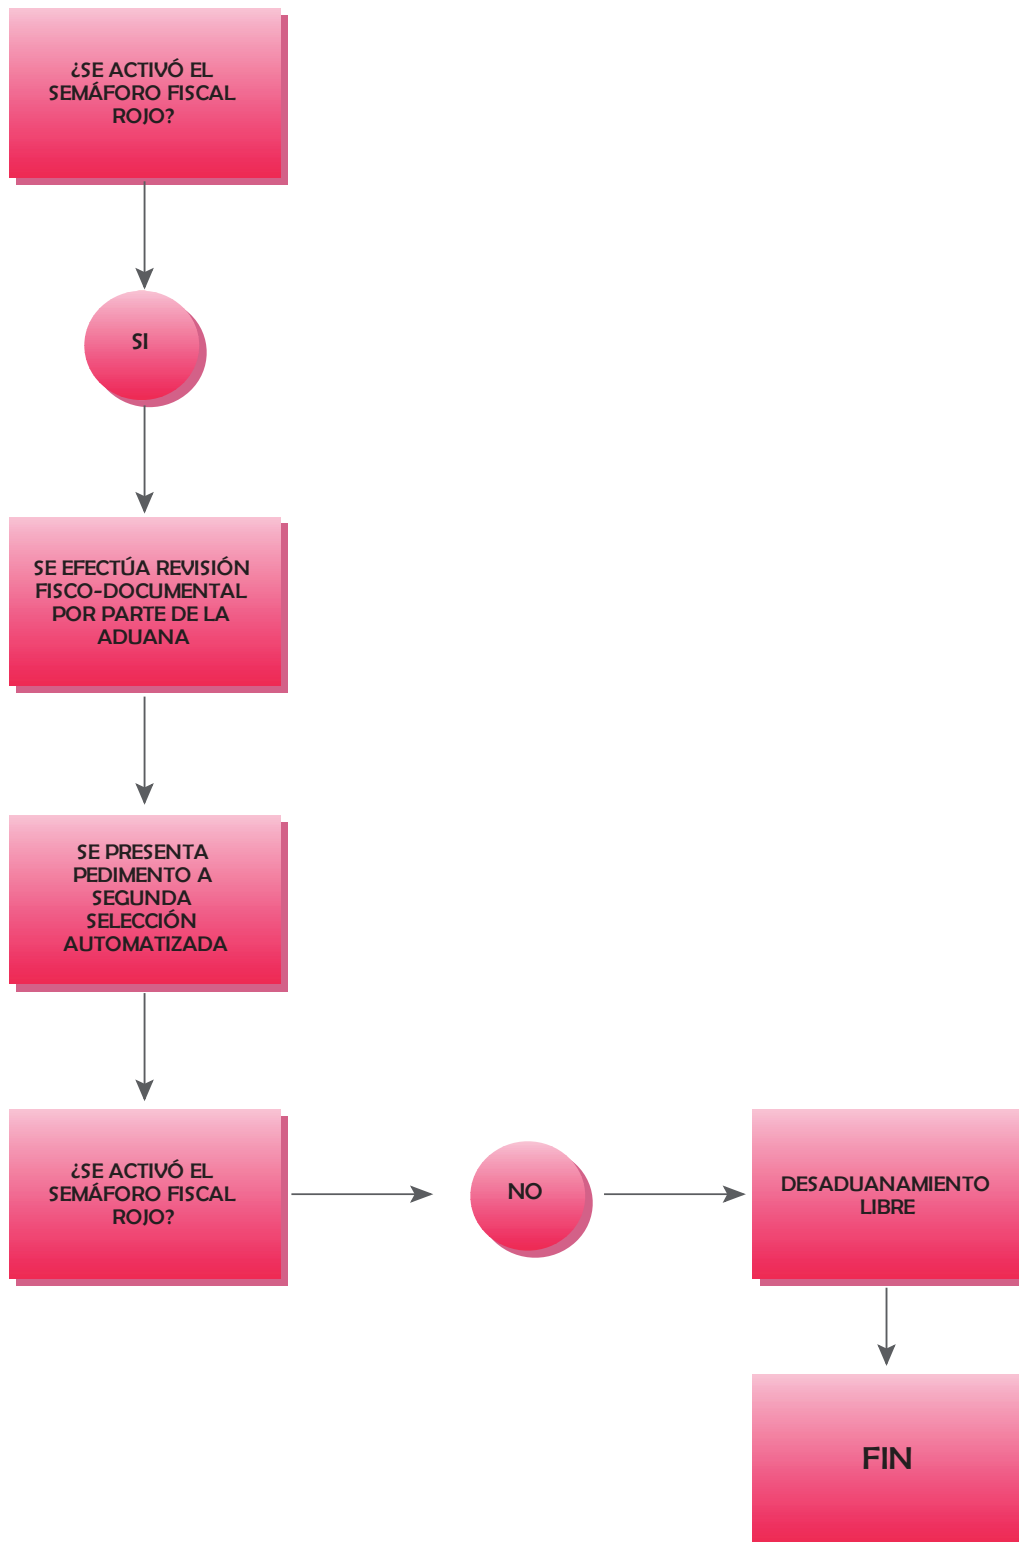 ¿SE ACTIVÓ EL
SEMÁFORO FISCAL
ROJO?
SI
SE EFECTÚA REVISIÓN
FISCO-DOCUMENTAL
POR PARTE DE LA
ADUANA
SE PRESENTA
PEDIMENTO A
SEGUNDA
SELECCIÓN
AUTOMATIZADA
¿SE ACTIVÓ EL
SEMÁFORO FISCAL
ROJO?
NO
DESADUANAMIENTO
LIBRE
FIN